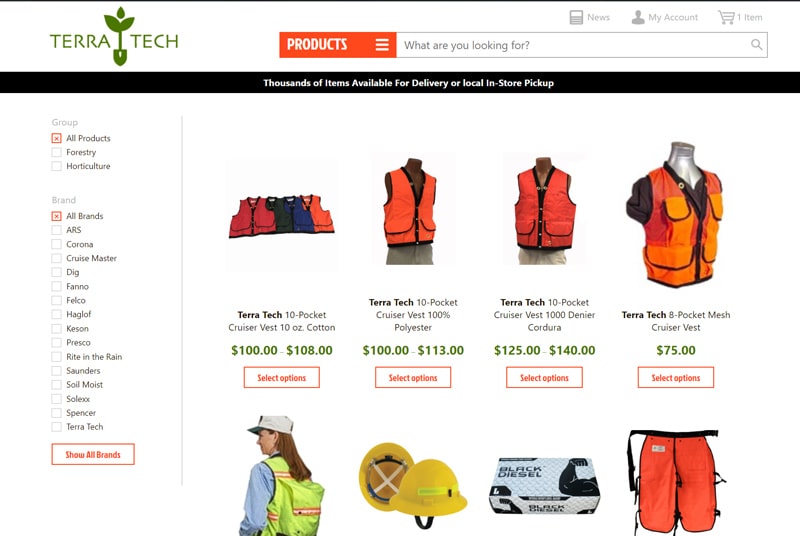 TERRA TECH
News
My Account
1 Item
PRODUCTS
What are you looking for?
Thousands of Items Available For Delivery or local In-Store Pickup
Group
All Products
Forestry
Horticulture
Brand
All Brands
ARS
Corona
Cruise Master
Dig
Fanno
Felco
Haglof
Keson
Presco
Rite in the Rain
Saunders
Soil Moist
Solexx
Spencer
Terra Tech
Show All Brands
Terra Tech 10-Pocket
Cruiser Vest 10 oz. Cotton
$100.00 – $108.00
Select options
Terra Tech 10-Pocket
Cruiser Vest 100%
Polyester
$100.00 – $113.00
Select options
Terra Tech 10-Pocket
Cruiser Vest 1000 Denier
Cordura
$125.00 – $140.00
Select options
Terra Tech 8-Pocket Mesh
Cruiser Vest
$75.00
Select options
BLACK
DIESEL
BLACK
DIESEL